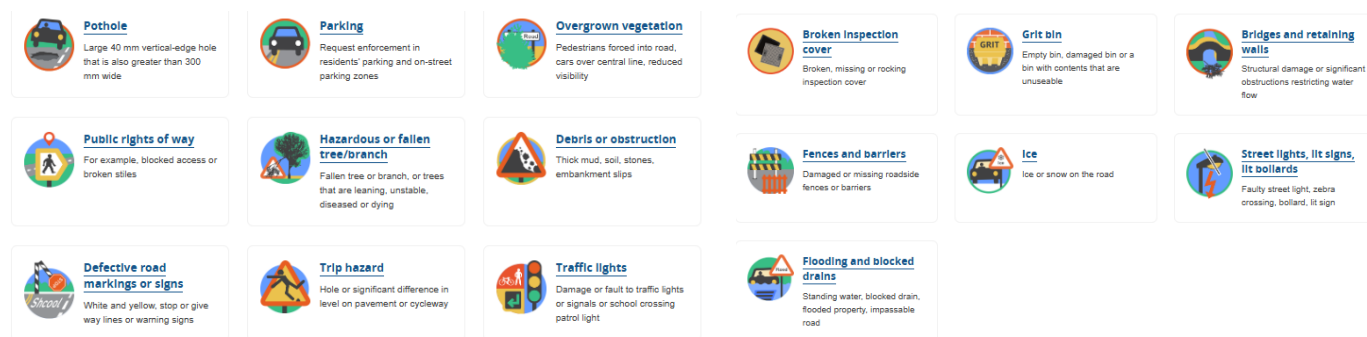 Pothole
Large 40 mm vertical-edge hole
that is also greater than 300
mm wide
Parking
Request enforcement in
residents' parking and on-street
parking zones
Road
Overgrown vegetation
Pedestrians forced into road,
cars over central line, reduced
visibility
Public rights of way
For example, blocked access or
broken stiles
Hazardous or fallen
tree/branch
Fallen tree or branch, or trees
that are leaning, unstable,
diseased or dying
Debris or obstruction
Thick mud, soil, stones,
embankment slips
Shcool
Defective road
markings or signs
White and yellow, stop or give
way lines or warning signs
Trip hazard
Hole or significant difference in
level on pavement or cycleway
Traffic lights
Damage or fault to traffic lights
or signals or school crossing
patrol light
Broken inspection
cover
Broken, missing or rocking
inspection cover
GRIT
Grit bin
Empty bin, damaged bin or a
bin with contents that are
unuseable
Bridges and retaining
walls
Structural damage or significant
obstructions restricting water
flow
Fences and barriers
Damaged or missing roadside
fences or barriers
Ice
Ice or snow on the road
Street lights, lit signs,
lit bollards
Faulty street light, zebra
crossing, bollard, lit sign
Flooding and blocked
drains
Standing water, blocked drain,
flooded property, impassable
road